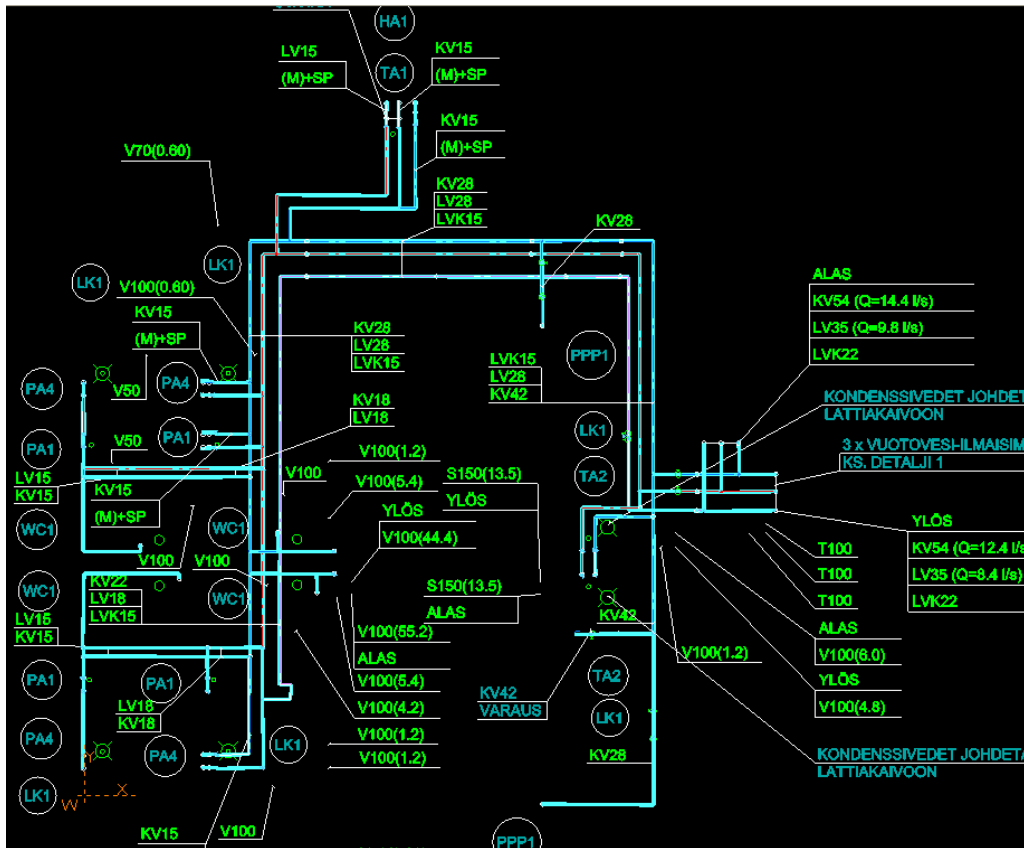 HA1
LV15
(M)+SP
TA1
KV15
(M)+SP
KV15
(M)+SP
V70(0.60)
KV28
LV28
LVK15
KV28
LK1
LK1
V100(0.60)
KV15
(M)+SP
ALAS
KV54 (Q=14.4 l/s)
LV35 (Q=9.8 l/s)
LVK22
KV28
LV28
LVK15
PPP1
LVK15
LV28
KV42
PA4
PA4
V50
KONDENSSIVEDET JOHDET
LATTIAKAIVOON
KV18
LV18
LK1
PA1
PA1
V50
3 x VUOTOVESI-ILMAISIM
KS. DETALJI 1
V100(1.2)
TA2
LV15
KV15
KV15
(M)+SP
V100
V100(5.4)
S150(13.5)
YLÖS
YLÖS
V100(44.4)
WC1
WC1
YLÖS
KV54 (Q=12.4 l/s
LV35 (Q=8.4 l/s)
LVK22
T100
T100
T100
V100
V100
KV22
LV18
LVK15
WC1
WC1
S150(13.5)
ALAS
KV42
LV15
KV15
V100(55.2)
ALAS
V100(5.4)
V100(4.2)
V100(1.2)
V100(1.2)
V100(1.2)
ALAS
V100(6.0)
YLÖS
V100(4.8)
PA1
PA1
LV18
KV18
TA2
KV42
VARAUS
LK1
PA4
PA4
LK1
KV28
KONDENSSIVEDET JOHDETA
LATTIAKAIVOON
Y
X
W
LK1
KV15
V100
PPP1